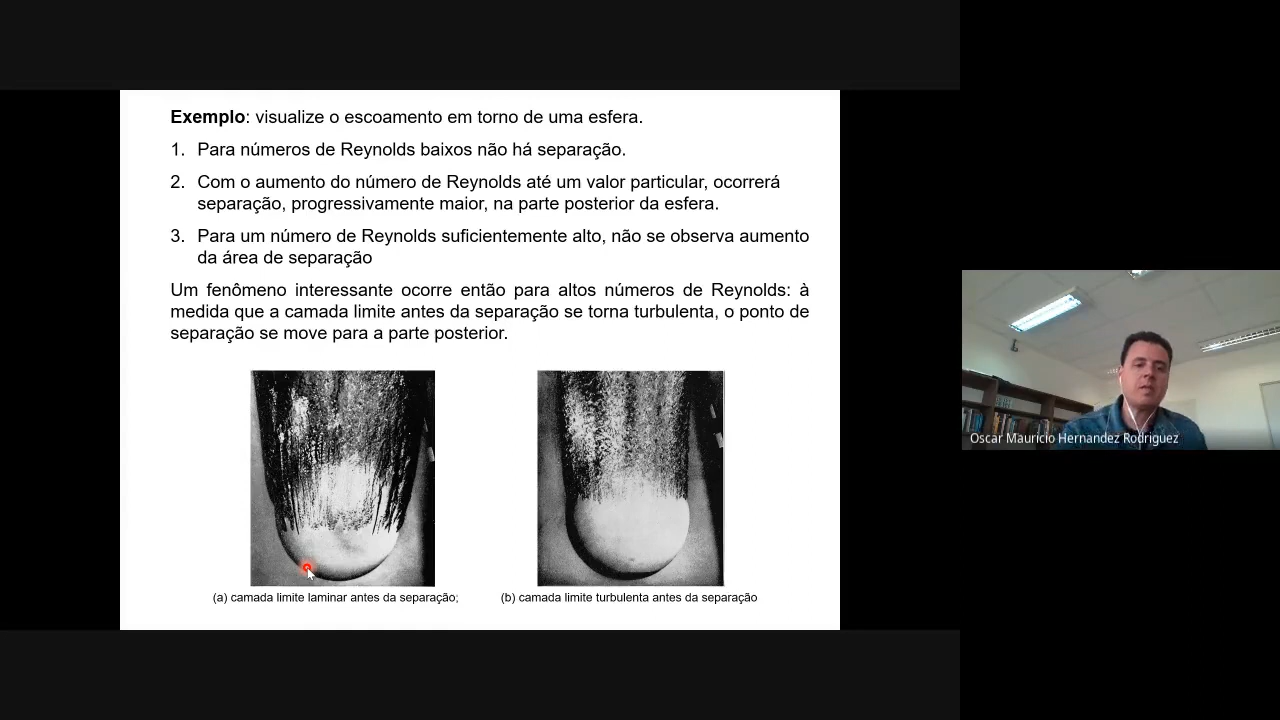 Exemplo: visualize o escoamento em torno de uma esfera.
1. Para números de Reynolds baixos não há separação.
2. Com o aumento do número de Reynolds até um valor particular, ocorrerá
separação, progressivamente maior, na parte posterior da esfera.
3. Para um número de Reynolds suficientemente alto, não se observa aumento
da área de separação
Um fenômeno interessante ocorre então para altos números de Reynolds: à
medida que a camada limite antes da separação se torna turbulenta, o ponto de
separação se move para a parte posterior.
(a) camada limite laminar antes da separação;
(b) camada limite turbulenta antes da separação
Oscar Mauricio Hernandez Rodriguez